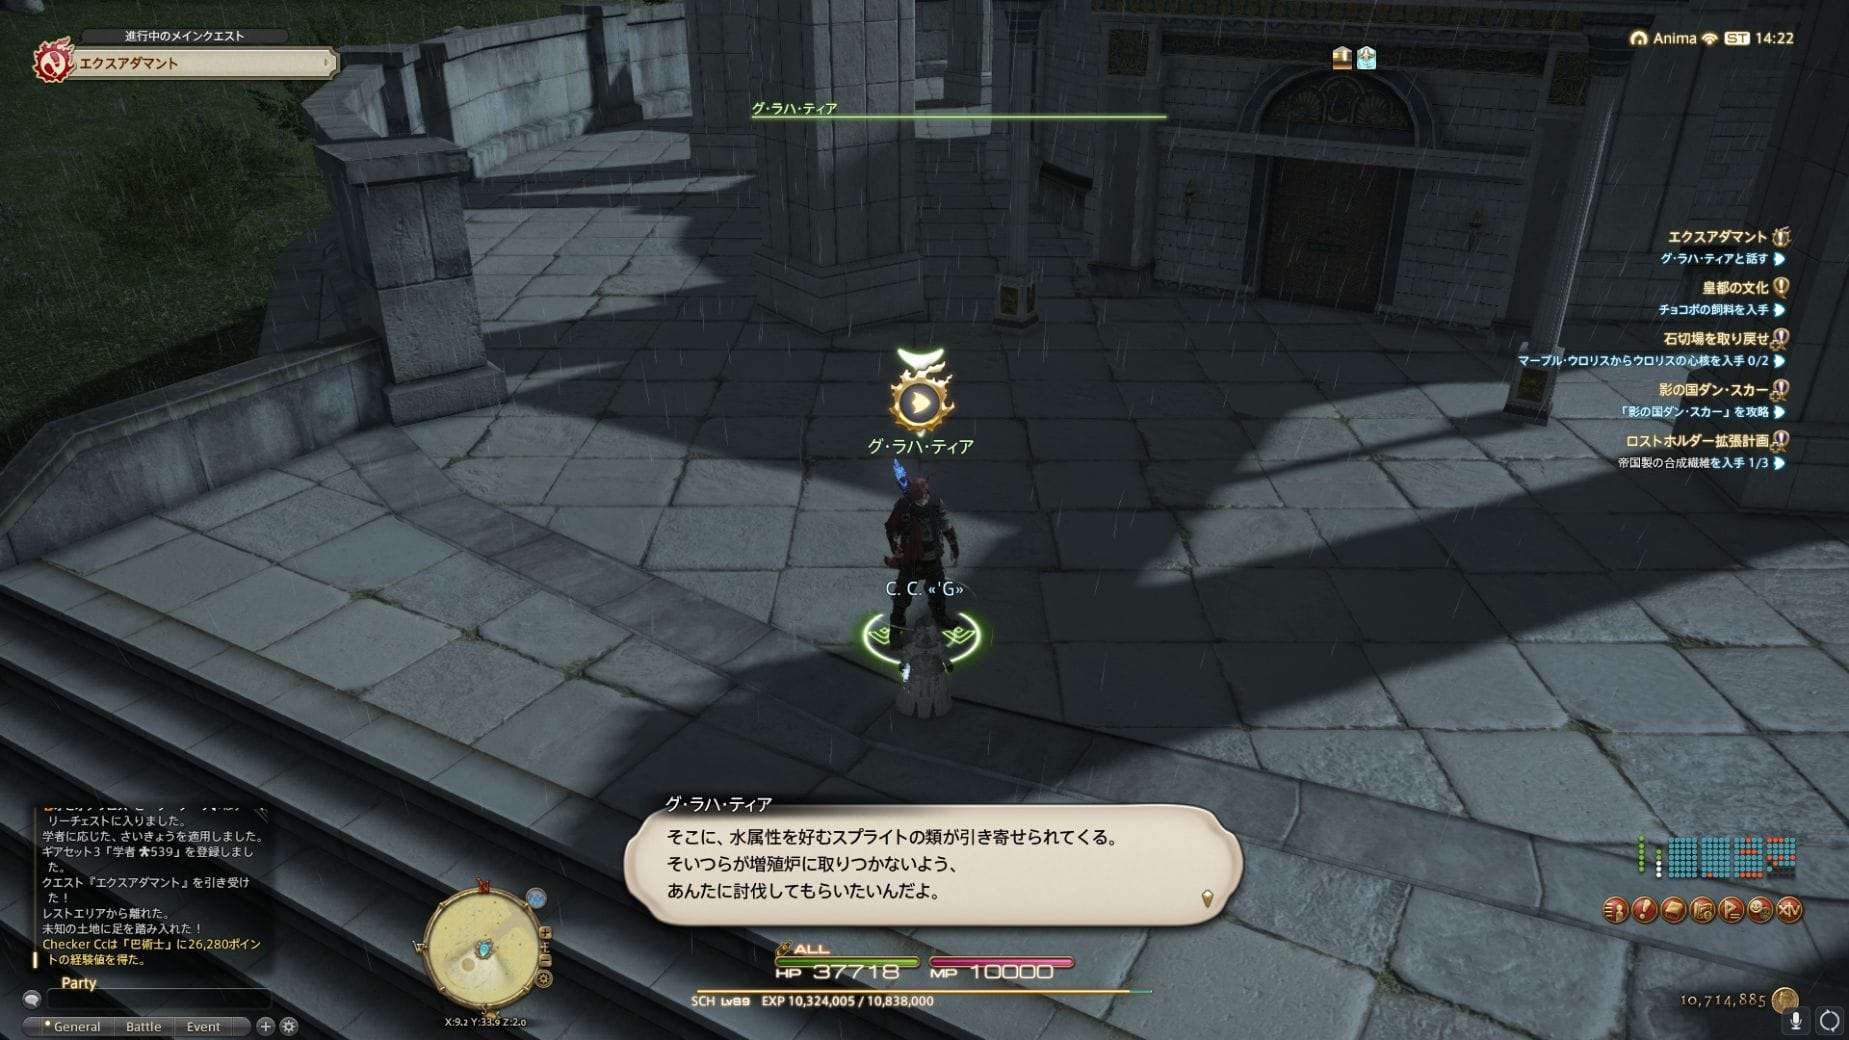 進行中のメインクエスト
エクスアダマント
Anima ST 14:22
グ・ラハ・ティア
エクスアダマント
グ・ラハ・ティアと話す
皇都の文化
チョコボの飼料を入手
石切場を取り戻せ
マーブル・ウロリスからウロリスの心核を入手 0/2
影の国ダン・スカー
「影の国ダン・スカー」を攻略
ロストホルダー拡張計画
帝国製の合成繊維を入手 1/3
グ・ラハ・ティア
C. C. «'G»
グ・ラハ・ティア
そこに、水属性を好むスプライトの類が引き寄せられてくる。
そいつらが増殖炉に取りつかないよう、
あんたに討伐してもらいたいんだよ。
リーチェストに入りました。
学者に応じた、さいきょうを適用しました。
ギアセット3「学者 539」を登録しまし
た。
クエスト『エクスアダマント』を引き受け
た！
レストエリアから離れた。
未知の土地に足を踏み入れた！
Checker Ccは「巴術士」に26,280ポイン
トの経験値を得た。
Party
General Battle Event
X:9.2 Y:33.9 Z:2.0
ALL
HP 37718 MP 10000
SCH Lv89 EXP 10,324,005 / 10,838,000
10,714,885
XIV